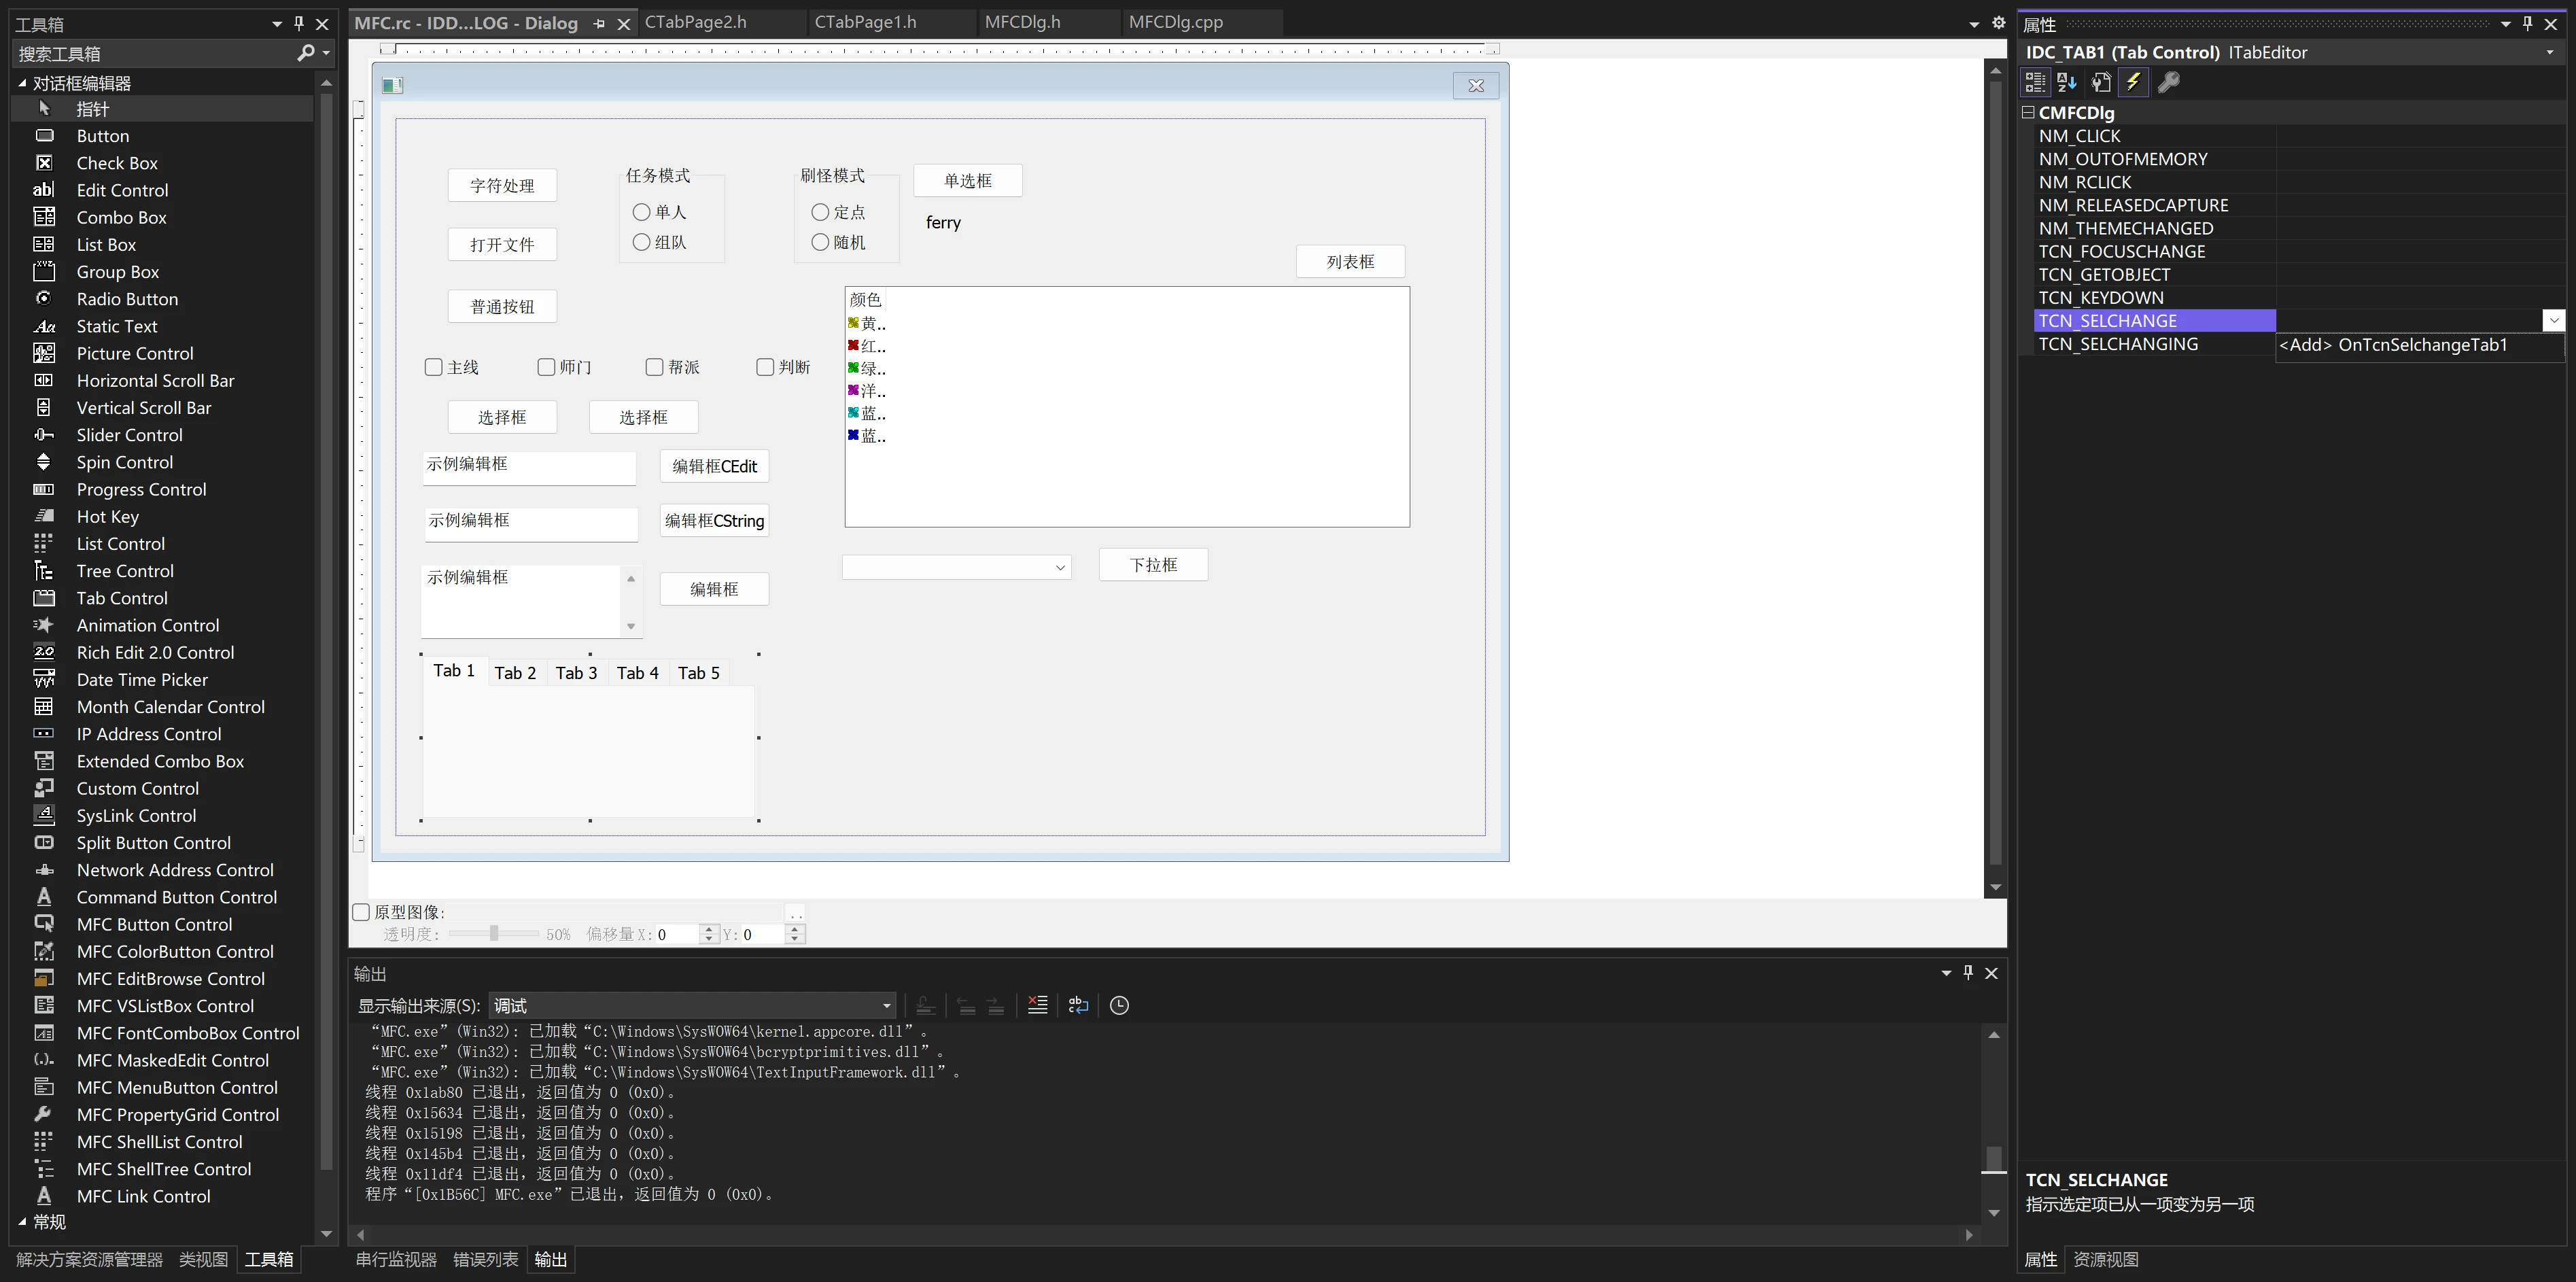 工具箱
搜索工具箱
对话框编辑器
指针
Button
Check Box
Edit Control
Combo Box
List Box
Group Box
Radio Button
Static Text
Picture Control
Horizontal Scroll Bar
Vertical Scroll Bar
Slider Control
Spin Control
Progress Control
Hot Key
List Control
Tree Control
Tab Control
Animation Control
Rich Edit 2.0 Control
Date Time Picker
Month Calendar Control
IP Address Control
Extended Combo Box
Custom Control
SysLink Control
Split Button Control
Network Address Control
Command Button Control
MFC Button Control
MFC ColorButton Control
MFC EditBrowse Control
MFC VSListBox Control
MFC FontComboBox Control
MFC MaskedEdit Control
MFC MenuButton Control
MFC PropertyGrid Control
MFC ShellList Control
MFC ShellTree Control
MFC Link Control
常规
解决方案资源管理器 类视图 工具箱
MFC.rc - IDD...LOG - Dialog CTabPage2.h CTabPage1.h MFCDlg.h MFCDlg.cpp
字符处理 任务模式 刷怪模式 单选框
单人 定点
ferry
打开文件 组队 随机
列表框
普通按钮
颜色
黄..
红..
绿..
洋..
蓝..
蓝..
主线 师门 帮派 判断
选择框 选择框
示例编辑框 编辑框CEdit
示例编辑框 编辑框CString
示例编辑框 编辑框
下拉框
Tab 1 Tab 2 Tab 3 Tab 4 Tab 5
原型图像: ..
透明度: 50% 偏移量 X: 0 Y: 0
输出
显示输出来源(S): 调试
“MFC.exe”(Win32): 已加载“C:\Windows\SysWOW64\kernel.appcore.dll”。
“MFC.exe”(Win32): 已加载“C:\Windows\SysWOW64\bcryptprimitives.dll”。
“MFC.exe”(Win32): 已加载“C:\Windows\SysWOW64\TextInputFramework.dll”。
线程 0x1ab80 已退出，返回值为 0 (0x0)。
线程 0x15634 已退出，返回值为 0 (0x0)。
线程 0x15198 已退出，返回值为 0 (0x0)。
线程 0x145b4 已退出，返回值为 0 (0x0)。
线程 0x11df4 已退出，返回值为 0 (0x0)。
程序“[0x1B56C] MFC.exe”已退出，返回值为 0 (0x0)。
串行监视器 错误列表 输出
属性
IDC_TAB1 (Tab Control) ITabEditor
CMFCDlg
NM_CLICK
NM_OUTOFMEMORY
NM_RCLICK
NM_RELEASEDCAPTURE
NM_THEMECHANGED
TCN_FOCUSCHANGE
TCN_GETOBJECT
TCN_KEYDOWN
TCN_SELCHANGE
TCN_SELCHANGING <Add> OnTcnSelchangeTab1
TCN_SELCHANGE
指示选定项已从一项变为另一项
属性 资源视图